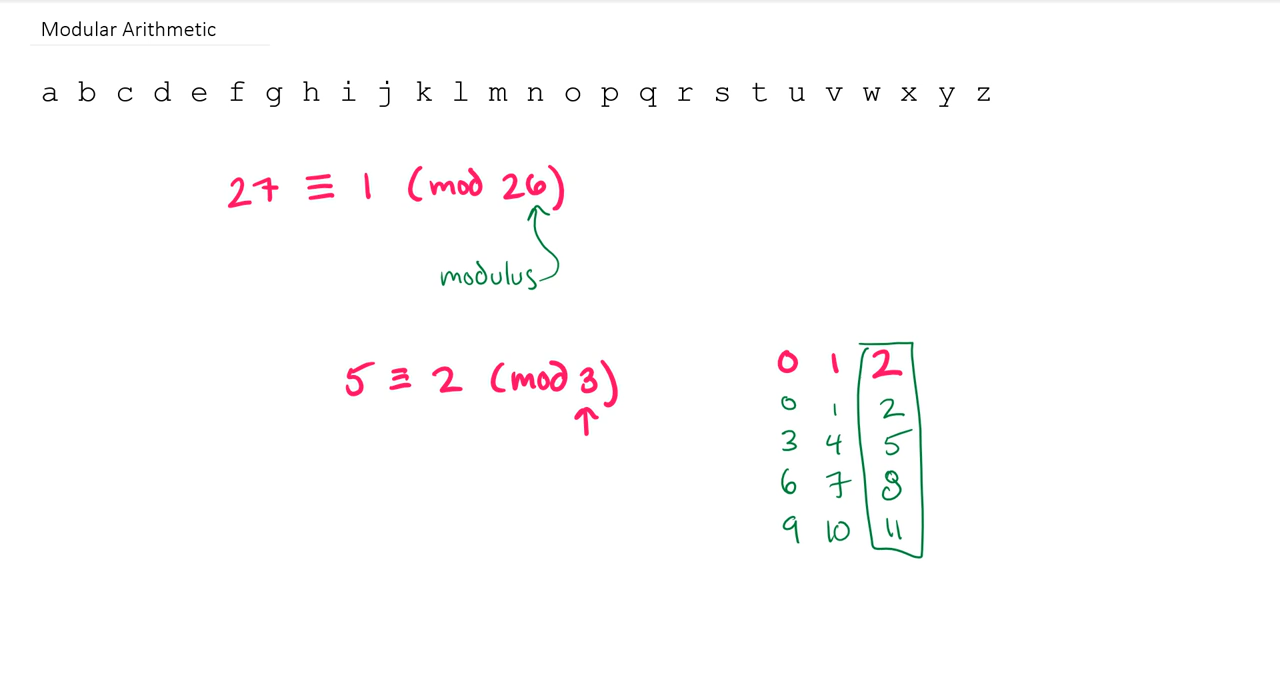 Modular Arithmetic
a b c d e f g h i j k l m n o p q r s t u v w x y z
27 ≡ 1 (mod 26)
modulus
5 ≡ 2 (mod 3)
0 1 2
0 1 2
3 4 5
6 7 8
9 10 11